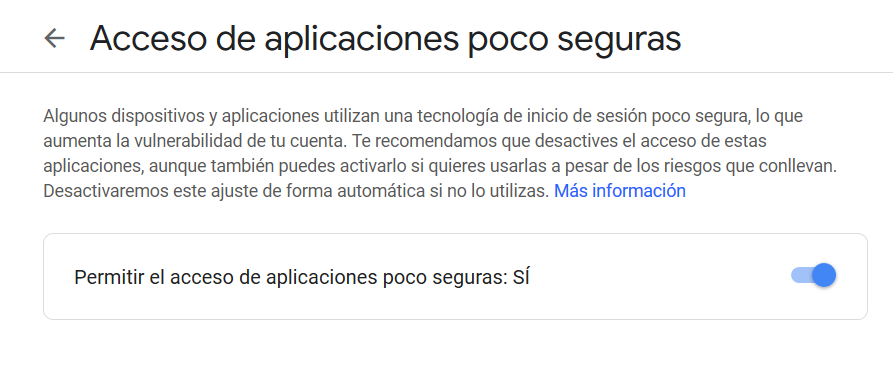 Acceso de aplicaciones poco seguras
Algunos dispositivos y aplicaciones utilizan una tecnología de inicio de sesión poco segura, lo que
aumenta la vulnerabilidad de tu cuenta. Te recomendamos que desactives el acceso de estas
aplicaciones, aunque también puedes activarlo si quieres usarlas a pesar de los riesgos que conllevan.
Desactivaremos este ajuste de forma automática si no lo utilizas. Más información
Permitir el acceso de aplicaciones poco seguras: SÍ